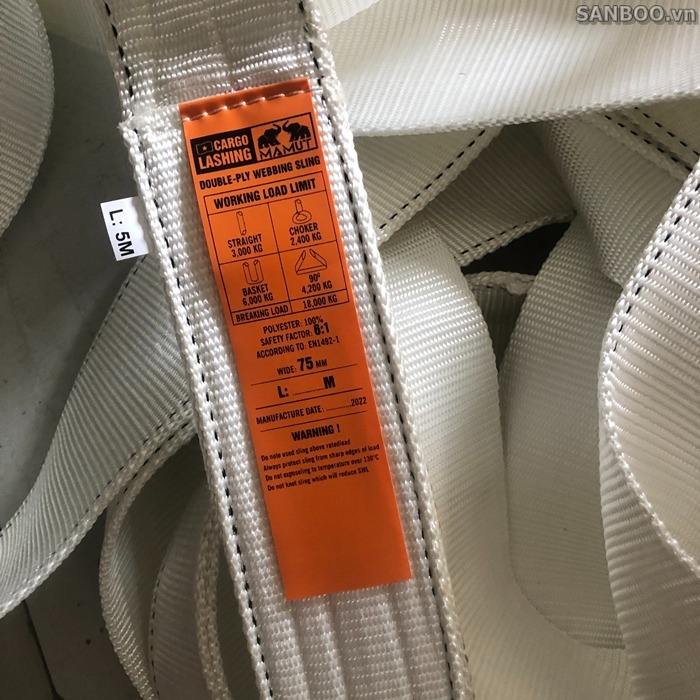 SANBOO.vn
CARGO LASHING
MAMUT
DOUBLE-PLY WEBBING SLING
WORKING LOAD LIMIT
STRAIGHT
3,000 KG
CHOKER
2,400 KG
BASKET
6,000 KG
90°
4,200 KG
BREAKING LOAD
18,000 KG
POLYESTER: 100%
SAFETY FACTOR: 6:1
ACCORDING TO: EN1492-1
WIDE: 75 MM
L: ........... M
MANUFACTURE DATE: ............2022
WARNING !
Do note used sling above ratedlead
Always protect sling from sharp edges of load
Do not exposeling to temperature over 130°C
Do not knot sling which will reduce SWL
L: 5M